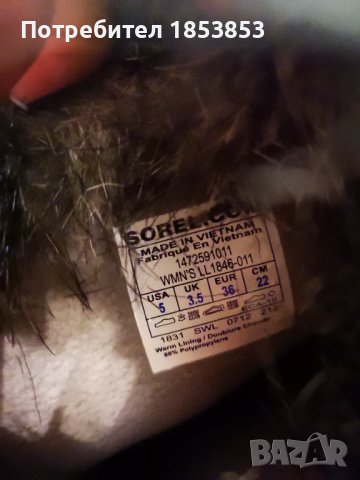 Потребител 1853853
SOREL.CO
MADE IN VIETNAM
Fabriqué En Vietnam
1472591011
WMN'S LL1846-011
USA UK EUR CM
5 3.5 36 22
1831 SWL 0712 212
Warm Lining / Doublure Chaude
88% Polypropylene
BAZAR